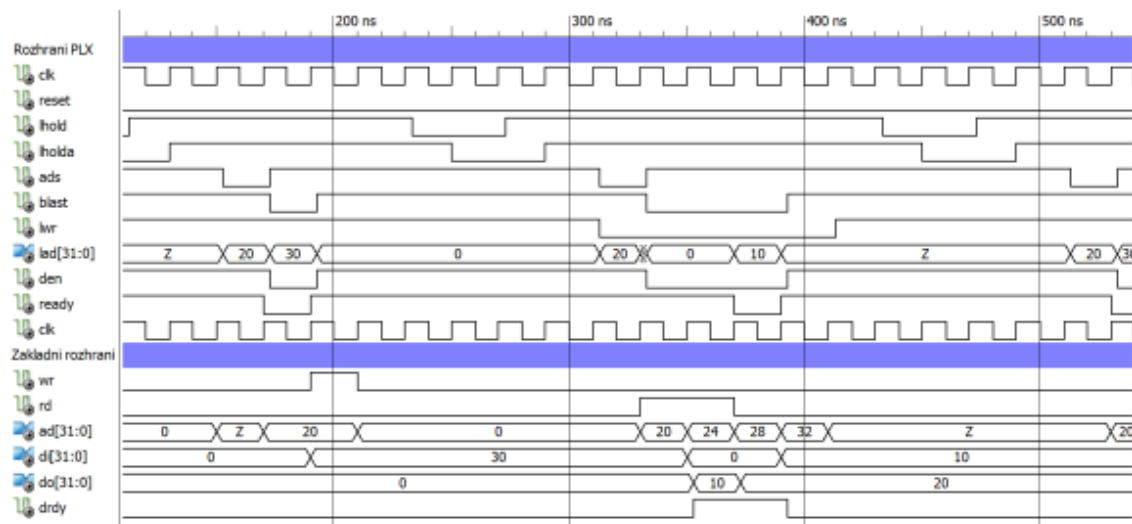 200 ns 300 ns 400 ns 500 ns
Rozhrani PLX
clk
reset
lhold
lholda
ads
blast
lwr
lad[31:0] Z 20 30 0 20 0 10 Z 20
den
ready
clk
Zakladni rozhrani
wr
rd
ad[31:0] 0 Z 20 0 20 24 28 32 Z 20
di[31:0] 0 30 0 10
do[31:0] 0 10 20
drdy